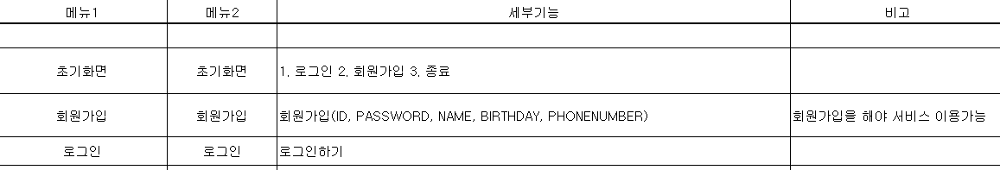 메뉴1 메뉴2 세부기능 비고
초기화면 초기화면 1. 로그인 2. 회원가입 3. 종료
회원가입 회원가입 회원가입(ID, PASSWORD, NAME, BIRTHDAY, PHONENUMBER) 회원가입을 해야 서비스 이용가능
로그인 로그인 로그인하기